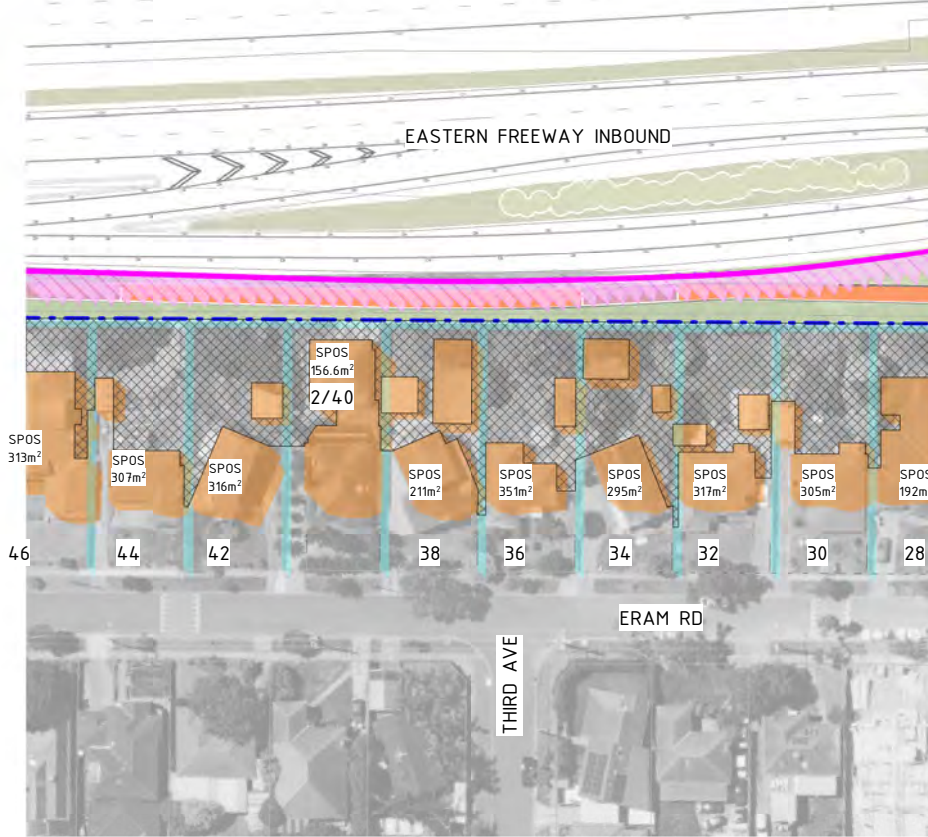 EASTERN FREEWAY INBOUND
SPOS
156.6m²
2/40
SPOS
313m²
SPOS
307m²
SPOS
316m²
SPOS
211m²
SPOS
351m²
SPOS
295m²
SPOS
317m²
SPOS
305m²
SPOS
192m²
46
44
42
38
36
34
32
30
28
ERAM RD
THIRD AVE